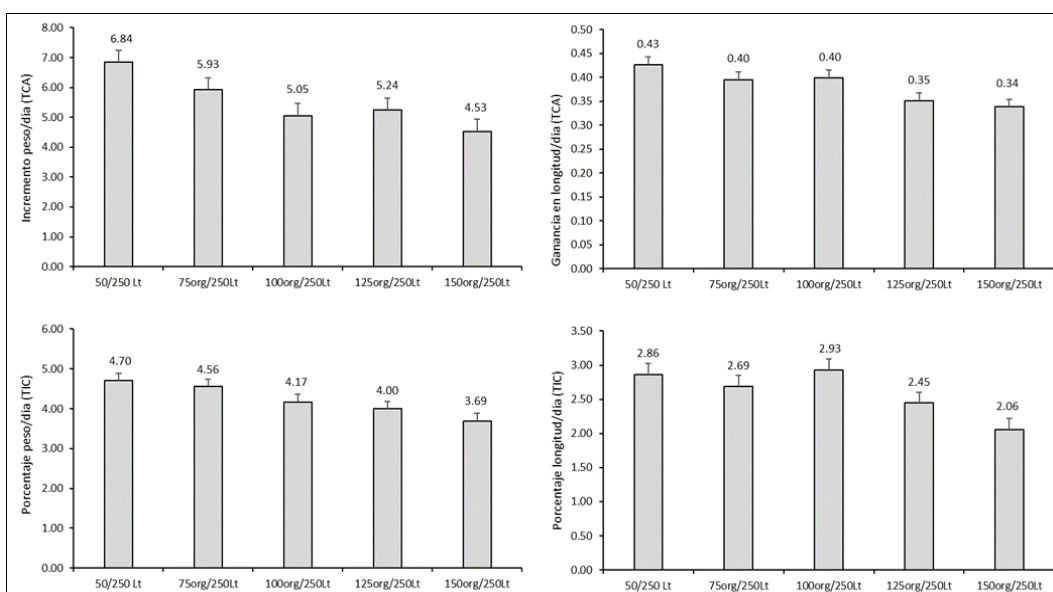 Incremento peso/día (TCA)
8.00
7.00
6.00
5.00
4.00
3.00
2.00
1.00
0.00
6.84
5.93
5.05
5.24
4.53
50/250 Lt
75org/250Lt
100org/250Lt
125org/250Lt
150org/250Lt
Ganancia en longitud/día (TCA)
0.50
0.45
0.40
0.35
0.30
0.25
0.20
0.15
0.10
0.05
0.00
0.43
0.40
0.40
0.35
0.34
50/250 Lt
75org/250Lt
100org/250Lt
125org/250Lt
150org/250Lt
Porcentaje peso/día (TIC)
6.00
5.00
4.00
3.00
2.00
1.00
0.00
4.70
4.56
4.17
4.00
3.69
50/250 Lt
75org/250Lt
100org/250Lt
125org/250Lt
150org/250Lt
Porcentaje longitud/día (TIC)
3.50
3.00
2.50
2.00
1.50
1.00
0.50
0.00
2.86
2.69
2.93
2.45
2.06
50/250 Lt
75org/250Lt
100org/250Lt
125org/250Lt
150org/250Lt